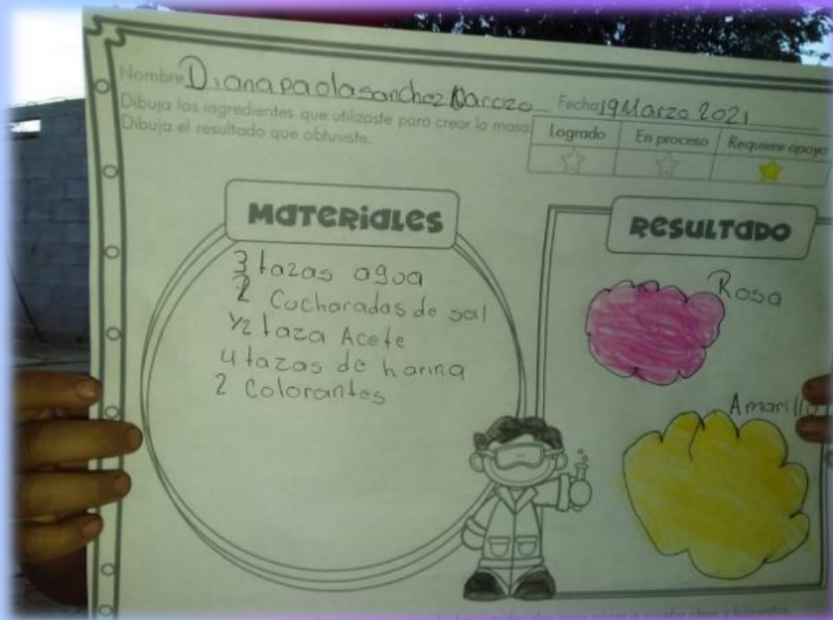 Nombre Dianapaolasanchez
Fecha 19 Marzo 2021
Dibuja los ingredientes que utilizaste para crear la masa
Dibuja el resultado que obtuviste.
Logrado En proceso Requiere apoyo
Materiales
3 tazas agua
2 Cucharadas de sal
1/2 taza Acete
4 tazas de harina
2 Colorantes
Resultado
Rosa
Amarillo